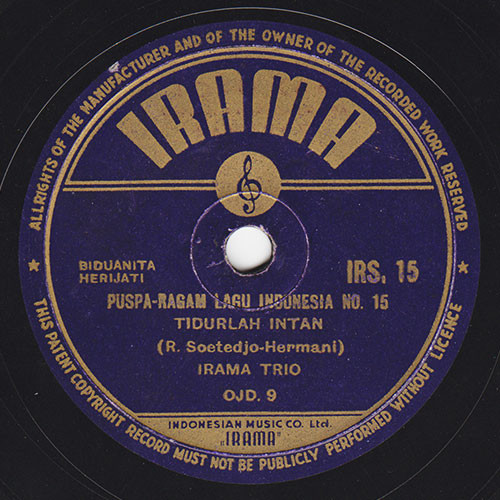 ALL RIGHTS OF THE MANUFACTURER AND OF THE OWNER OF THE RECORDED WORK RESERVED
IRAMA
BIDUANITA
HERIJATI
IRS. 15
PUSPA-RAGAM LAGU INDONESIA NO. 15
TIDURLAH INTAN
(R. Soetedjo-Hermani)
IRAMA TRIO
OJD. 9
INDONESIAN MUSIC CO. Ltd.
„IRAMA"
THIS PATENT COPYRIGHT RECORD MUST NOT BE PUBLICLY PERFORMED WITHOUT LICENCE